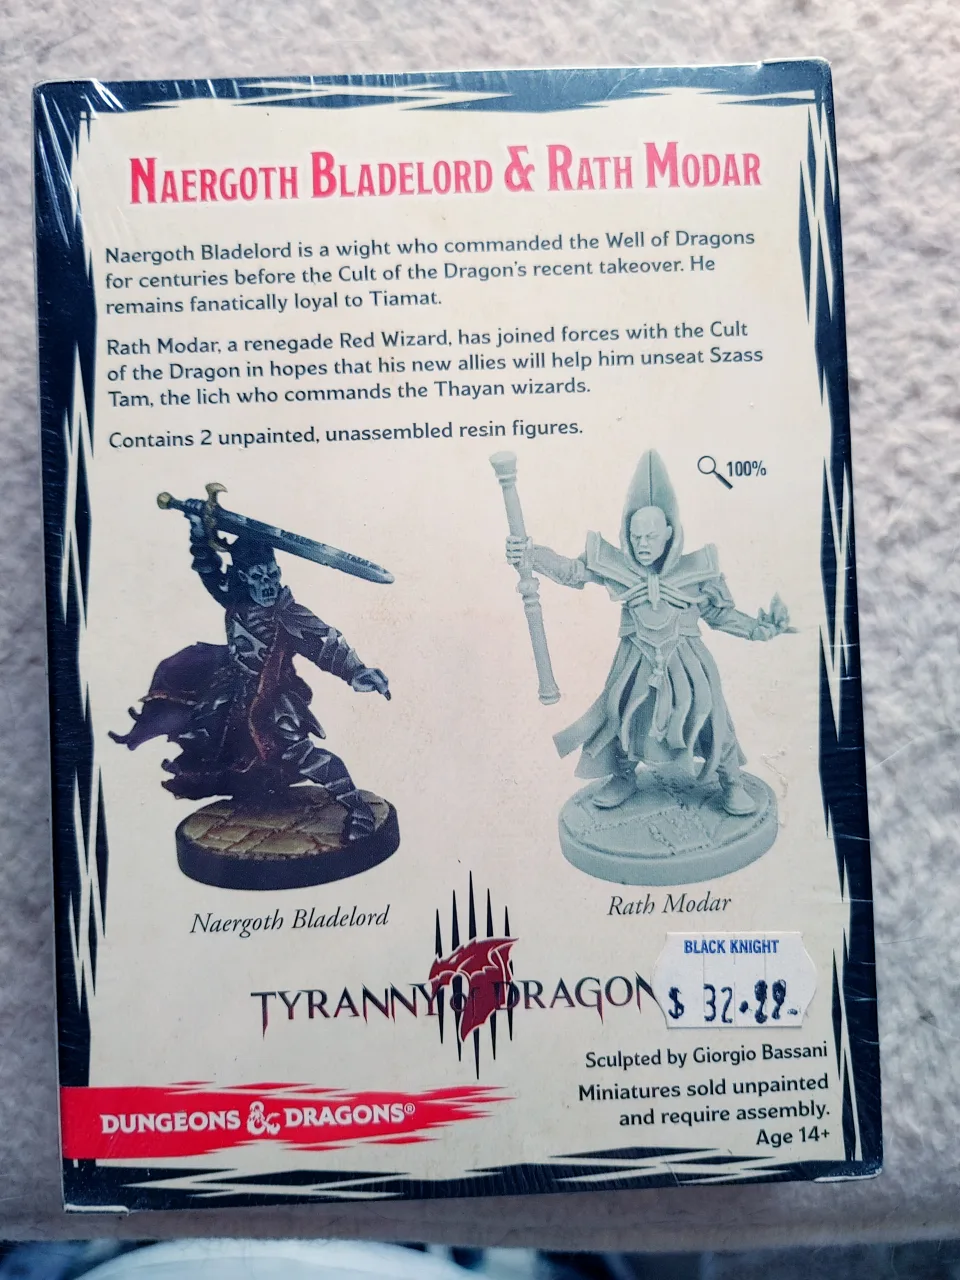 NAERGOTH BLADELORD & RATH MODAR
Naergoth Bladelord is a wight who commanded the Well of Dragons
for centuries before the Cult of the Dragon's recent takeover. He
remains fanatically loyal to Tiamat.
Rath Modar, a renegade Red Wizard, has joined forces with the Cult
of the Dragon in hopes that his new allies will help him unseat Szass
Tam, the lich who commands the Thayan wizards.
Contains 2 unpainted, unassembled resin figures.
100%
Naergoth Bladelord
Rath Modar
TYRANNY of DRAGON
BLACK KNIGHT
$ 32.99
Sculpted by Giorgio Bassani
Miniatures sold unpainted
and require assembly.
Age 14+
DUNGEONS & DRAGONS®